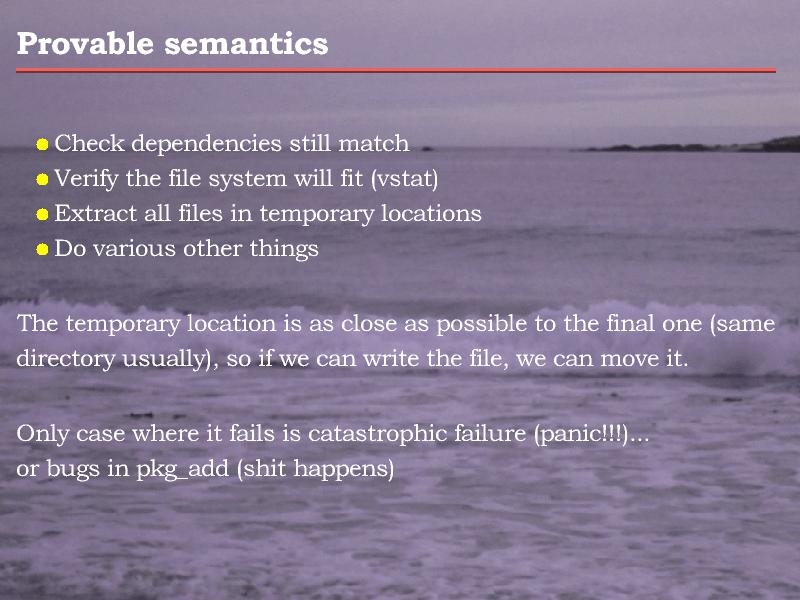 Provable semantics
Check dependencies still match
Verify the file system will fit (vstat)
Extract all files in temporary locations
Do various other things
The temporary location is as close as possible to the final one (same
directory usually), so if we can write the file, we can move it.
Only case where it fails is catastrophic failure (panic!!!)...
or bugs in pkg_add (shit happens)